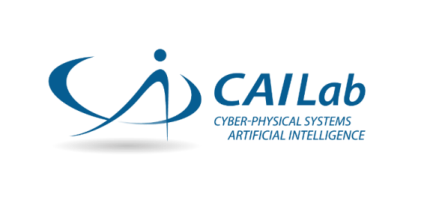 CAILab
CYBER-PHYSICAL SYSTEMS
ARTIFICIAL INTELLIGENCE